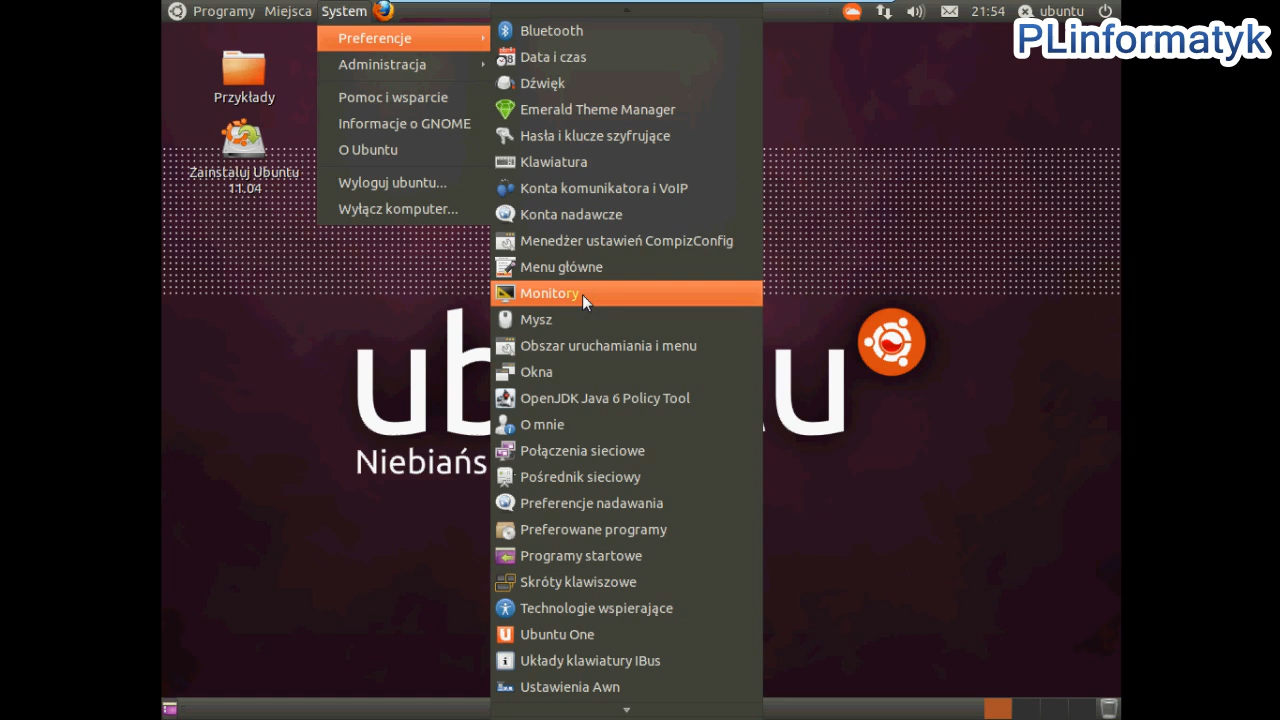 Programy Miejsca System
21:54 ubuntu
PLinformatyk
Przykłady
Zainstaluj Ubuntu
11.04
Preferencje
Administracja
Pomoc i wsparcie
Informacje o GNOME
O Ubuntu
Wyloguj ubuntu...
Wyłącz komputer...
Bluetooth
Data i czas
Dźwięk
Emerald Theme Manager
Hasła i klucze szyfrujące
Klawiatura
Konta komunikatora i VoIP
Konta nadawcze
Menedżer ustawień CompizConfig
Menu główne
Monitory
Mysz
Obszar uruchamiania i menu
Okna
OpenJDK Java 6 Policy Tool
O mnie
Połączenia sieciowe
Pośrednik sieciowy
Preferencje nadawania
Preferowane programy
Programy startowe
Skróty klawiszowe
Technologie wspierające
Ubuntu One
Układy klawiatury IBus
Ustawienia Awn
ub u
Niebiańs